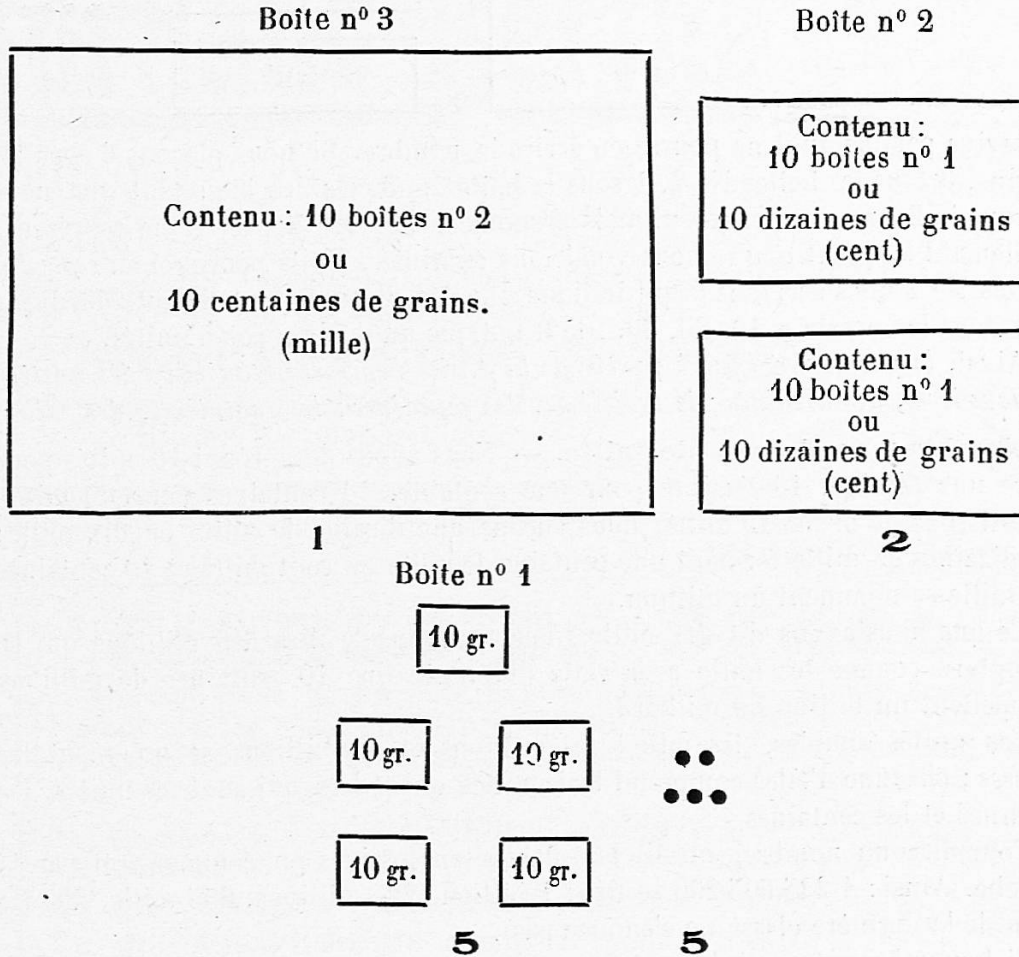 Boîte nº 3
Contenu : 10 boîtes nº 2
ou
10 centaines de grains.
(mille)
1
Boîte nº 2
Contenu :
10 boîtes nº 1
ou
10 dizaines de grains
(cent)
Contenu :
10 boîtes nº 1
ou
10 dizaines de grains
(cent)
2
Boîte nº 1
10 gr.
10 gr.
10 gr.
10 gr.
10 gr.
5
5